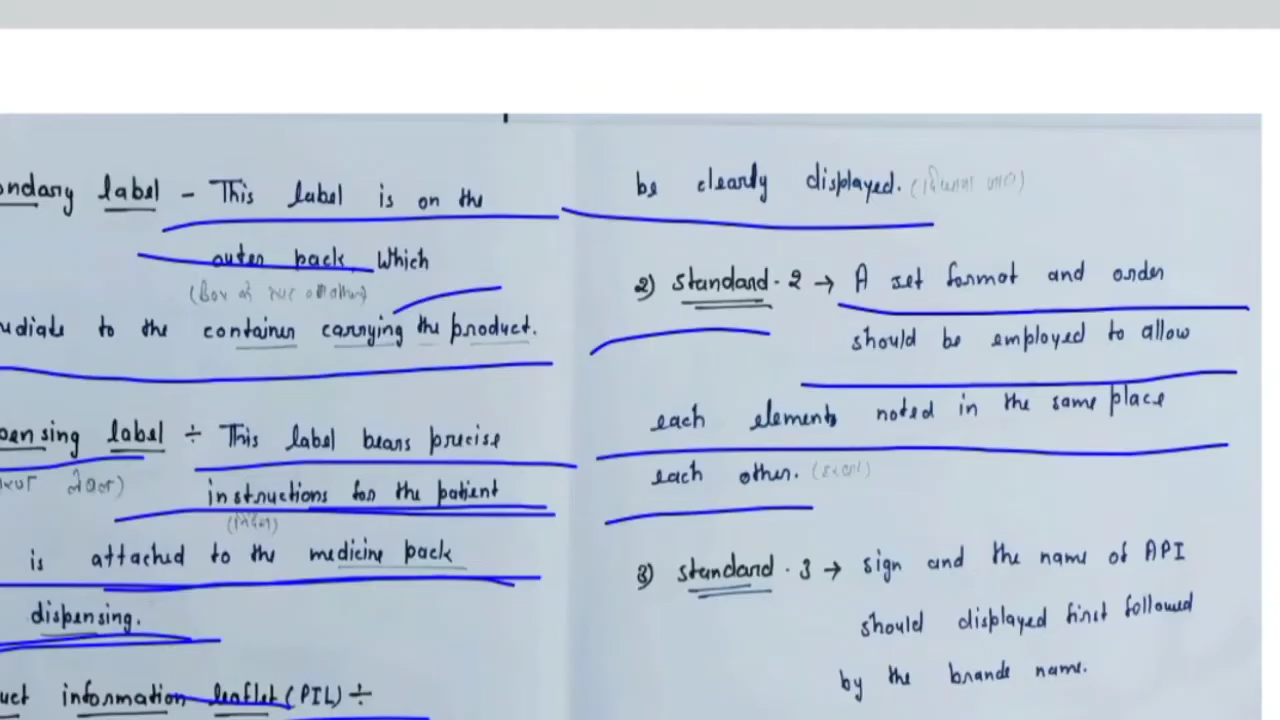 ondary label - This label is on the
outer pack, which
udiate to the container carrying the product.
pensing label ÷ This label bears precise
instructions for the patient
is attached to the medicine pack
dispensing.
uct information leaflet (PIL) ÷
be clearly displayed.
2) standard - 2 → A set format and order
should be employed to allow
each elements noted in the same place
each other.
3) standard - 3 → sign and the name of API
should displayed first followed
by the brande name.